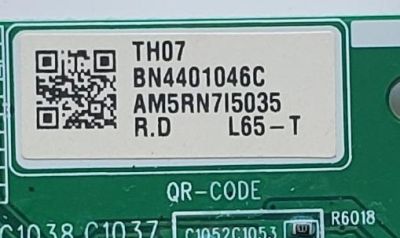 TH07
BN4401046C
AM5RN7I5035
R.D L65-T
QR-CODE
C1038 C1037
C1052C1053
R6018